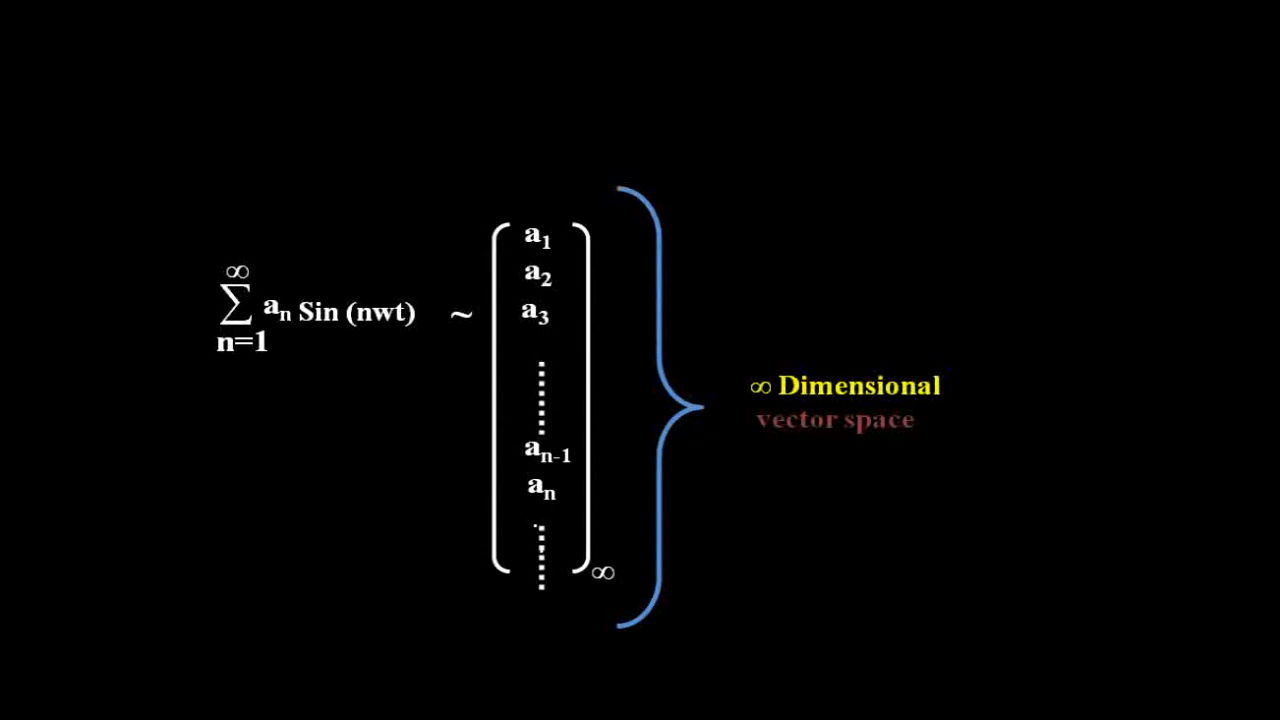 ∞
∑ aₙ Sin (nwt) ~
n=1
a₁
a₂
a₃
aₙ₋₁
aₙ
∞
∞ Dimensional
vector space